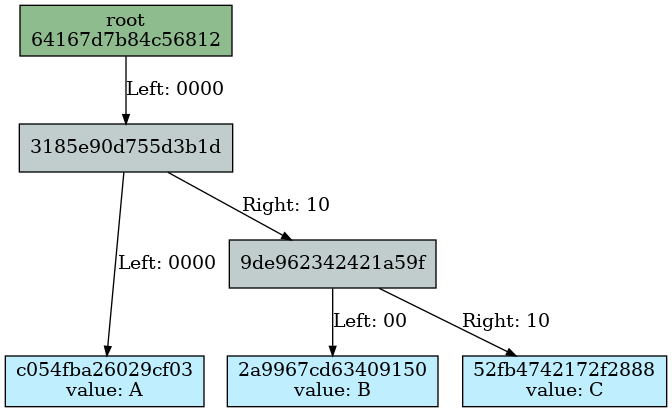 root
64167d7b84c56812
Left: 0000
3185e90d755d3b1d
Right: 10
9de962342421a59f
Left: 0000
Left: 00
Right: 10
c054fba26029cf03
value: A
2a9967cd63409150
value: B
52fb4742172f2888
value: C